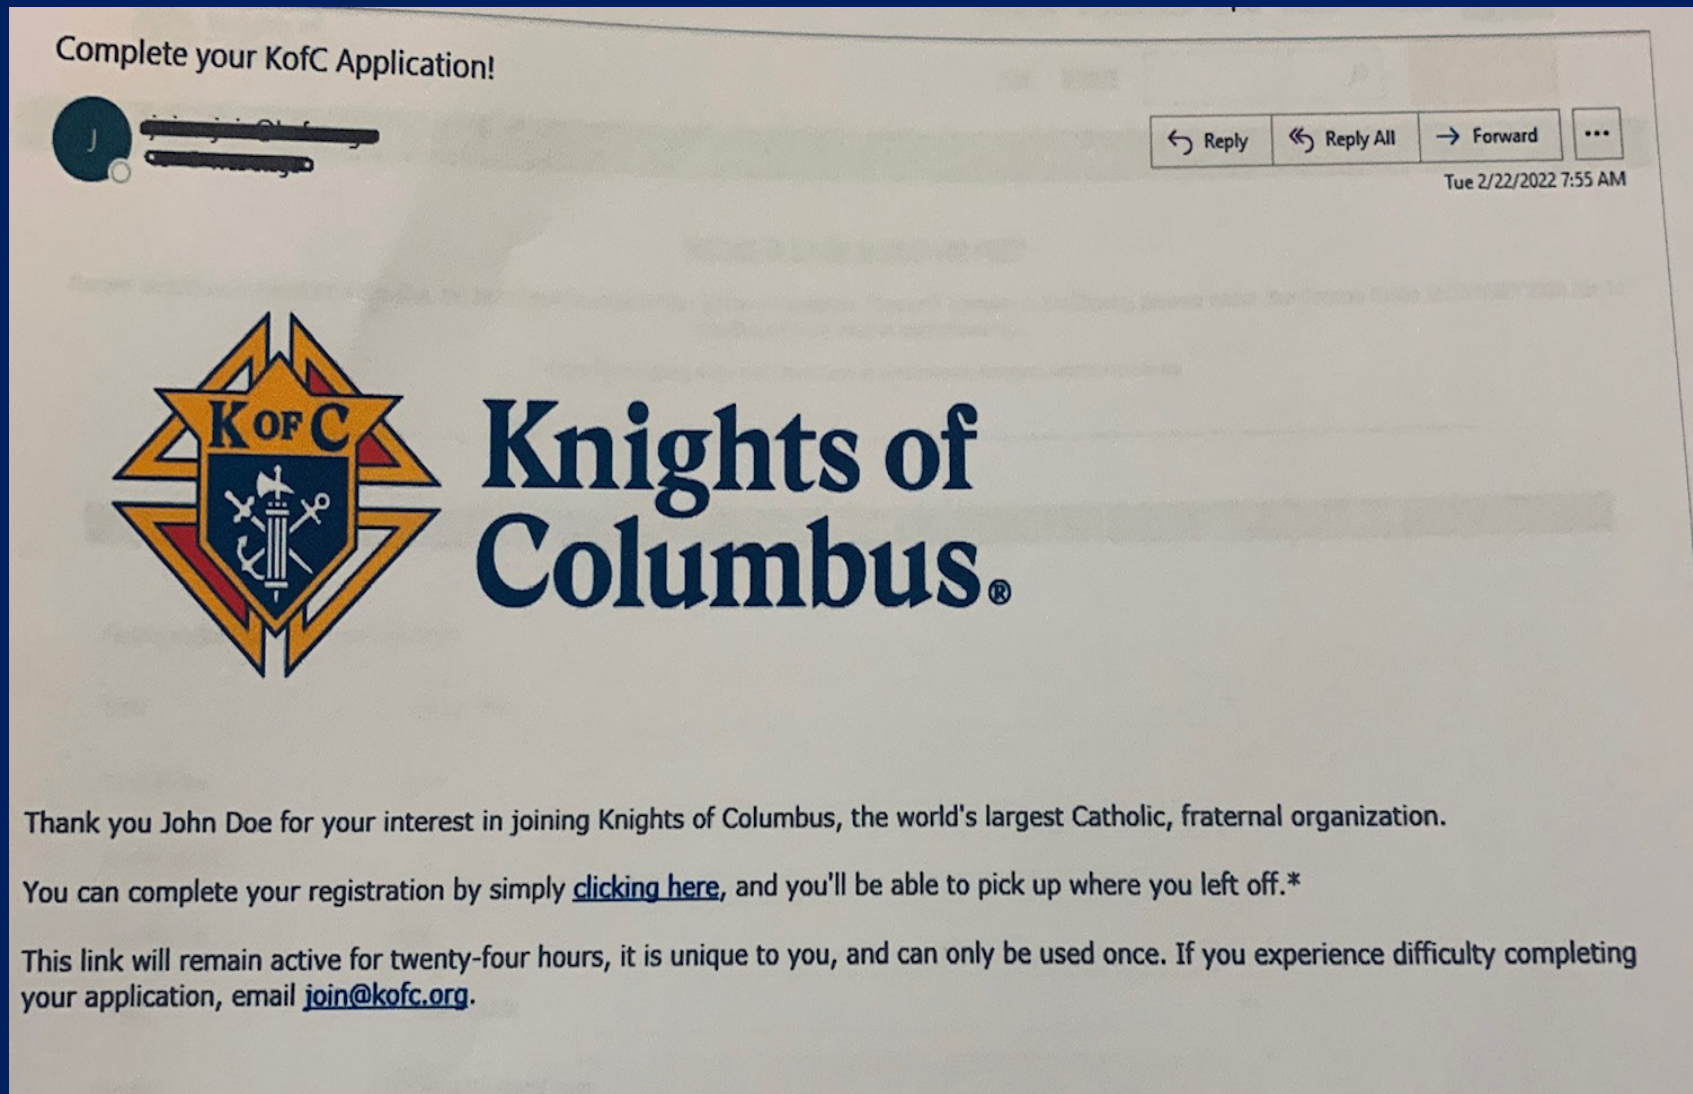 Complete your KofC Application!
J
Reply
Reply All
Forward
...
Tue 2/22/2022 7:55 AM
K OF C
Knights of
Columbus.®
Thank you John Doe for your interest in joining Knights of Columbus, the world's largest Catholic, fraternal organization.
You can complete your registration by simply clicking here, and you'll be able to pick up where you left off.*
This link will remain active for twenty-four hours, it is unique to you, and can only be used once. If you experience difficulty completing
your application, email join@kofc.org.